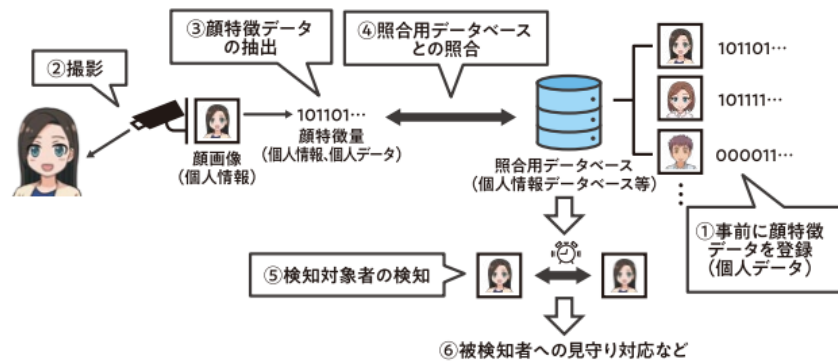 ③顔特徴データ
の抽出
④照合用データベース
との照合
②撮影
101101…
101111…
000011…
⋮
101101…
顔特徴量
(個人情報、個人データ)
顔画像
(個人情報)
照合用データベース
(個人情報データベース等)
①事前に顔特徴
データを登録
(個人データ)
⑤検知対象者の検知
⑥被検知者への見守り対応など